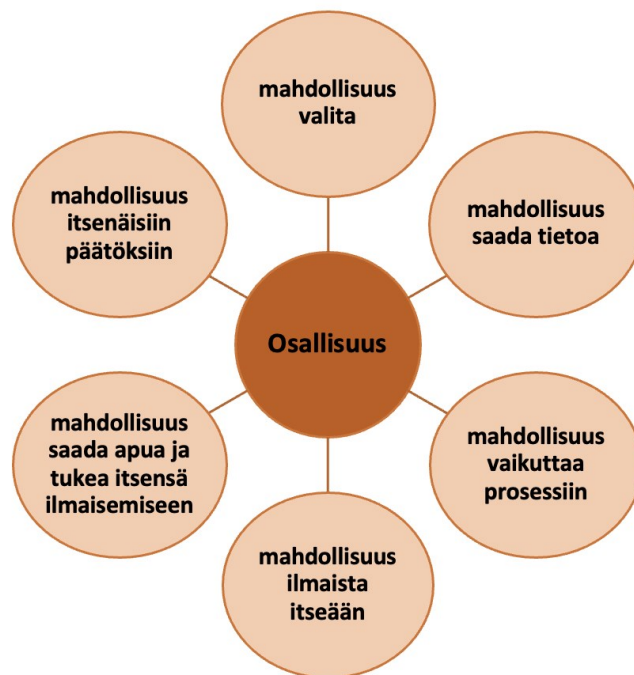 mahdollisuus
valita
mahdollisuus
itsenäisiin
päätöksiin
mahdollisuus
saada tietoa
Osallisuus
mahdollisuus
saada apua ja
tukea itsensä
ilmaisemiseen
mahdollisuus
vaikuttaa
prosessiin
mahdollisuus
ilmaista
itseään